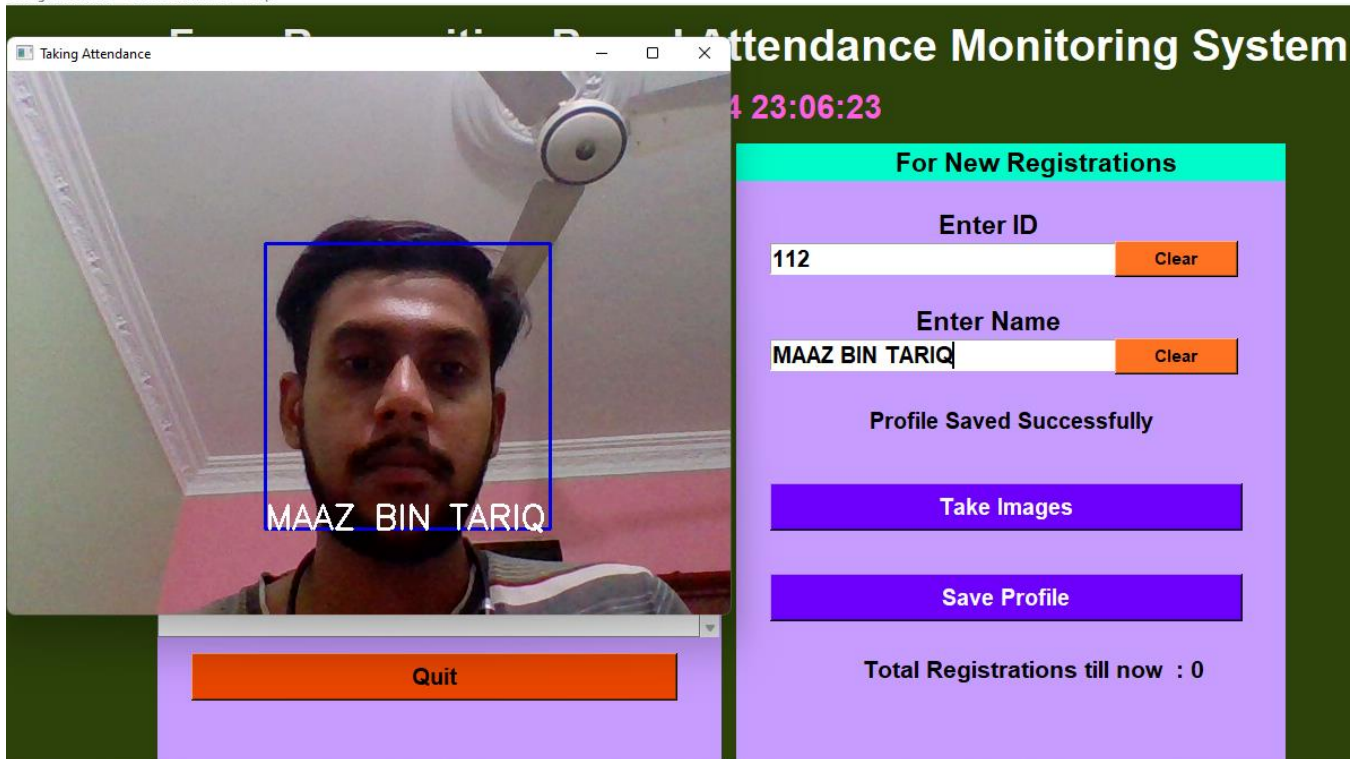 Taking Attendance
ttendance Monitoring System
23:06:23
For New Registrations
Enter ID
112
Clear
Enter Name
MAAZ BIN TARIQ
Clear
Profile Saved Successfully
MAAZ BIN TARIQ
Take Images
Save Profile
Quit
Total Registrations till now : 0